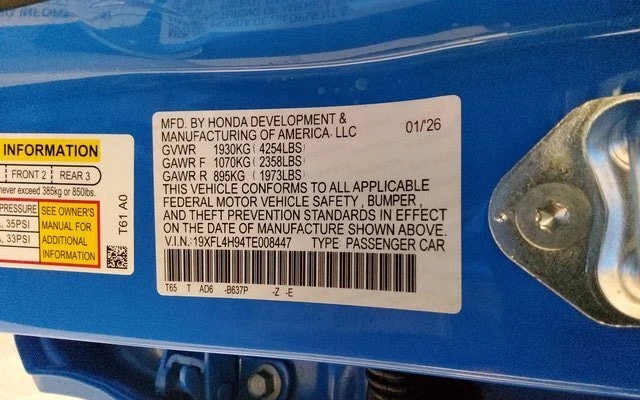 INFORMATION
FRONT 2 REAR 3
never exceed 385kg or 850lbs.
PRESSURE
35PSI
33PSI
SEE OWNER'S
MANUAL FOR
ADDITIONAL
INFORMATION
T61 A0
MFD. BY HONDA DEVELOPMENT &
MANUFACTURING OF AMERICA, LLC 01/'26
GVWR 1930KG ( 4254LBS)
GAWR F 1070KG ( 2358LBS)
GAWR R 895KG ( 1973LBS)
THIS VEHICLE CONFORMS TO ALL APPLICABLE
FEDERAL MOTOR VEHICLE SAFETY , BUMPER ,
AND THEFT PREVENTION STANDARDS IN EFFECT
ON THE DATE OF MANUFACTURE SHOWN ABOVE.
V.I.N.:19XFL4H94TE008447 TYPE PASSENGER CAR
T65 T AD6 -B637P -Z -E